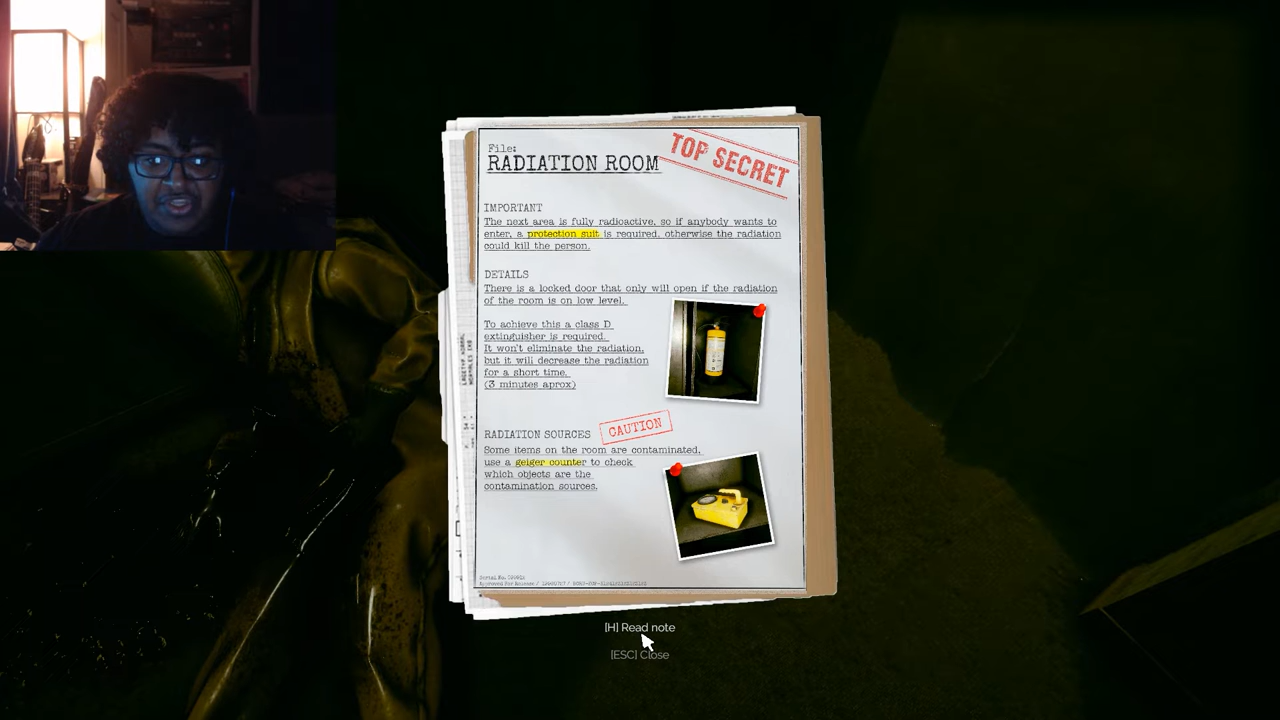 File:
RADIATION ROOM
TOP SECRET
IMPORTANT
The next area is fully radioactive, so if anybody wants to
enter, a protection suit is required, otherwise the radiation
could kill the person.
DETAILS
There is a locked door that only will open if the radiation
of the room is on low level.
To achieve this a class D
extinguisher is required.
It won't eliminate the radiation,
but it will decrease the radiation
for a short time.
(3 minutes aprox)
RADIATION SOURCES
CAUTION
Some items on the room are contaminated,
use a geiger counter to check
which objects are the
contamination sources.
[H] Read note
[ESC] Close